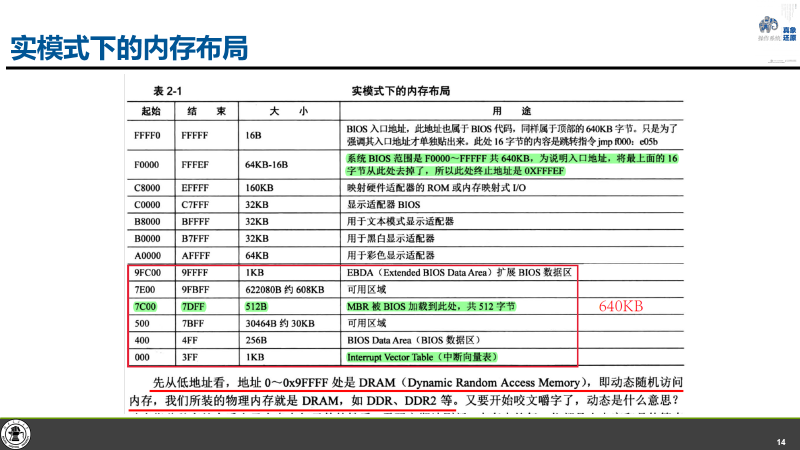 实模式下的内存布局
操作系统
真象
还原
表 2-1 实模式下的内存布局
起始 结 束 大 小 用 途
FFFF0 FFFFF 16B BIOS 入口地址，此地址也属于 BIOS 代码，同样属于顶部的 640KB 字节。只是为了
强调其入口地址才单独贴出来。此处 16 字节的内容是跳转指令 jmp f000：e05b
F0000 FFFEF 64KB-16B 系统 BIOS 范围是 F0000～FFFFF 共 640KB，为说明入口地址，将最上面的 16
字节从此处去掉了，所以此处终止地址是 0XFFFEF
C8000 EFFFF 160KB 映射硬件适配器的 ROM 或内存映射式 I/O
C0000 C7FFF 32KB 显示适配器 BIOS
B8000 BFFFF 32KB 用于文本模式显示适配器
B0000 B7FFF 32KB 用于黑白显示适配器
A0000 AFFFF 64KB 用于彩色显示适配器
9FC00 9FFFF 1KB EBDA（Extended BIOS Data Area）扩展 BIOS 数据区
7E00 9FBFF 622080B 约 608KB 可用区域
7C00 7DFF 512B MBR 被 BIOS 加载到此处，共 512 字节
640KB
500 7BFF 30464B 约 30KB 可用区域
400 4FF 256B BIOS Data Area（BIOS 数据区）
000 3FF 1KB Interrupt Vector Table（中断向量表）
先从低地址看，地址 0～0x9FFFF 处是 DRAM（Dynamic Random Access Memory），即动态随机访问
内存，我们所装的物理内存就是 DRAM，如 DDR、DDR2 等。又要开始咬文嚼字了，动态是什么意思？
14